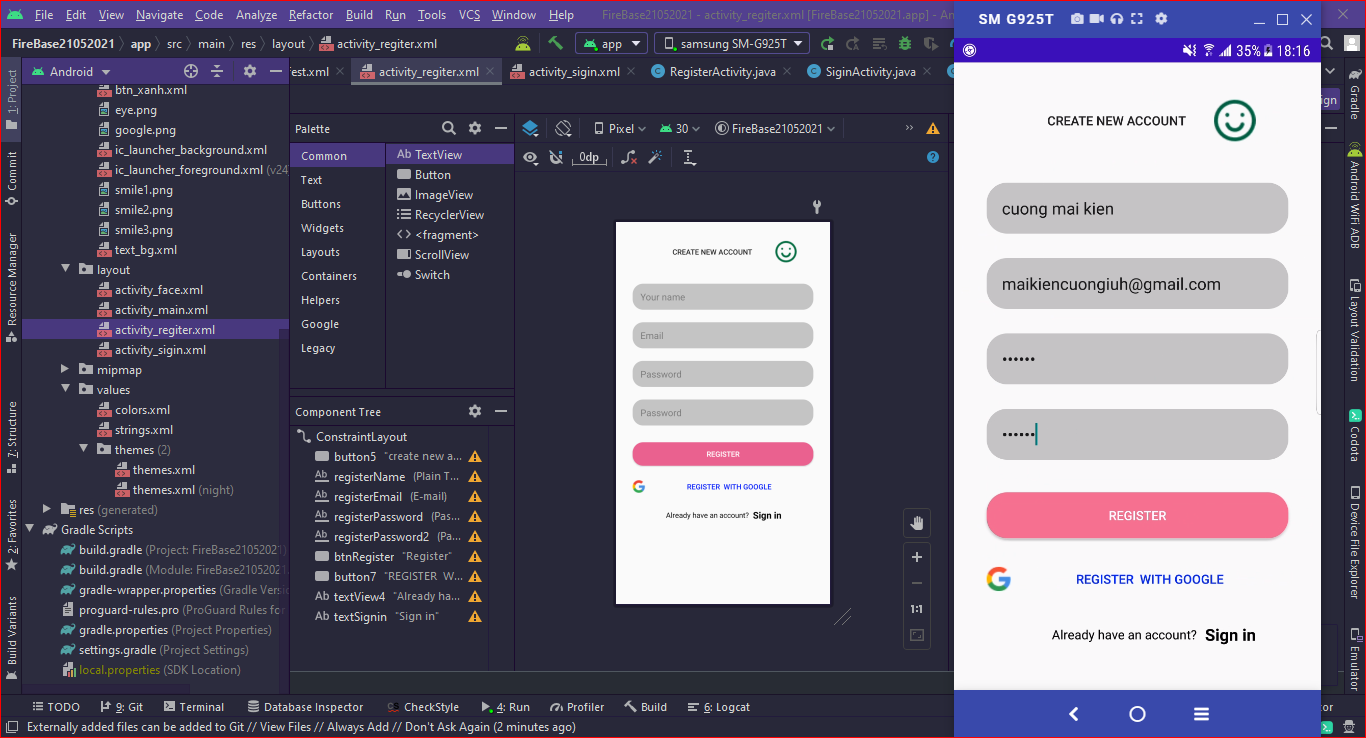 File Edit View Navigate Code Analyze Refactor Build Run Tools VCS Window Help FireBase21052021 - activity_regiter.xml [FireBase21052021.app] - An
SM G925T
FireBase21052021 app src main res layout activity_regiter.xml
app
samsung SM-G925T
35% 18:16
Android
est.xml
activity_regiter.xml
activity_sigin.xml
RegisterActivity.java
SiginActivity.java
ign
1: Project
Commit
Resource Manager
7: Structure
2: Favorites
Build Variants
btn_xanh.xml
eye.png
google.png
ic_launcher_background.xml
ic_launcher_foreground.xml (v24)
smile1.png
smile2.png
smile3.png
text_bg.xml
layout
activity_face.xml
activity_main.xml
activity_regiter.xml
activity_sigin.xml
mipmap
values
colors.xml
strings.xml
themes (2)
themes.xml
themes.xml (night)
res (generated)
Gradle Scripts
build.gradle (Project: FireBase21052021)
build.gradle (Module: FireBase21052021.
gradle-wrapper.properties (Gradle Versi
proguard-rules.pro (ProGuard Rules for
gradle.properties (Project Properties)
settings.gradle (Project Settings)
local.properties (SDK Location)
Palette
Common
Text
Buttons
Widgets
Layouts
Containers
Helpers
Google
Legacy
Ab TextView
Button
ImageView
RecyclerView
<fragment>
ScrollView
Switch
Component Tree
ConstraintLayout
button5 "create new a...
Ab registerName (Plain T...
Ab registerEmail (E-mail)
Ab registerPassword (Pas...
Ab registerPassword2 (Pa...
btnRegister "Register"
button7 "REGISTER W...
Ab textView4 "Already ha...
Ab textSignin "Sign in"
Pixel
30
FireBase21052021
0dp
CREATE NEW ACCOUNT
Your name
Email
Password
Password
REGISTER
REGISTER WITH GOOGLE
Already have an account? Sign in
1:1
CREATE NEW ACCOUNT
cuong mai kien
maikiencuongiuh@gmail.com
••••••
••••••
REGISTER
REGISTER WITH GOOGLE
Already have an account? Sign in
Gradle
Android WiFi ADB
Layout Validation
Codota
Device File Explorer
Emulator
TODO 9: Git Terminal Database Inspector CheckStyle 4: Run Profiler Build 6: Logcat
tor
Externally added files can be added to Git // View Files // Always Add // Don't Ask Again (2 minutes ago)